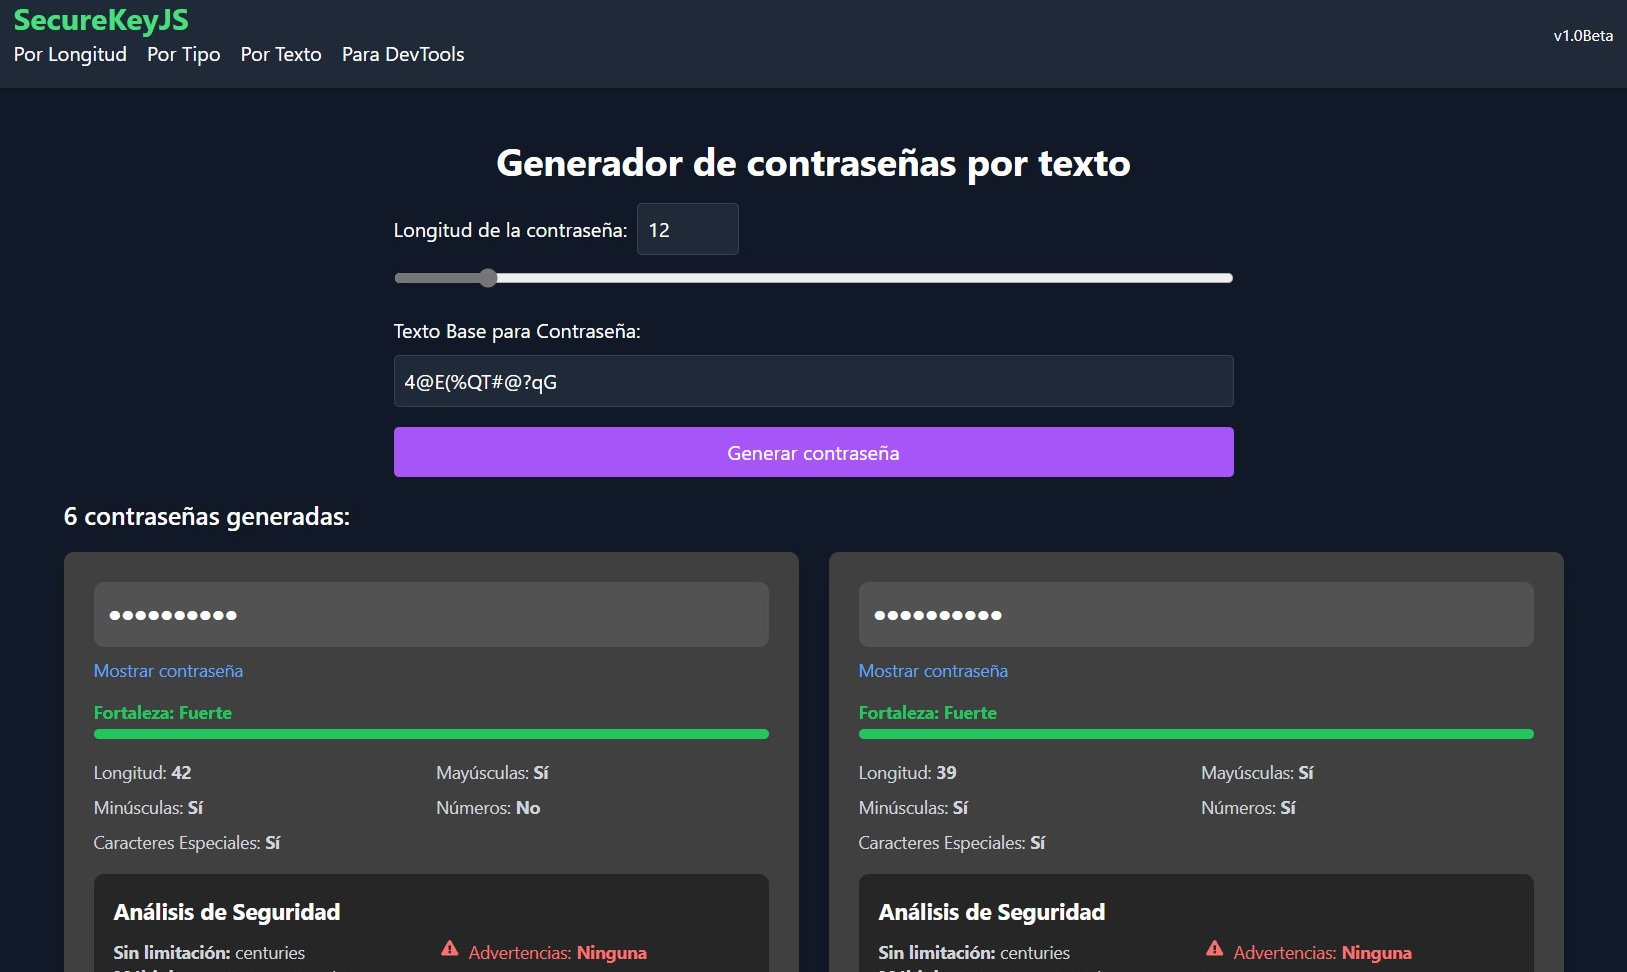 SecureKeyJS
Por Longitud Por Tipo Por Texto Para DevTools
v1.0Beta
Generador de contraseñas por texto
Longitud de la contraseña: 12
Texto Base para Contraseña:
4@E(%QT#@?qG
Generar contraseña
6 contraseñas generadas:
••••••••••
Mostrar contraseña
Fortaleza: Fuerte
Longitud: 42 Mayúsculas: Sí
Minúsculas: Sí Números: No
Caracteres Especiales: Sí
Análisis de Seguridad
Sin limitación: centuries Advertencias: Ninguna
••••••••••
Mostrar contraseña
Fortaleza: Fuerte
Longitud: 39 Mayúsculas: Sí
Minúsculas: Sí Números: Sí
Caracteres Especiales: Sí
Análisis de Seguridad
Sin limitación: centuries Advertencias: Ninguna